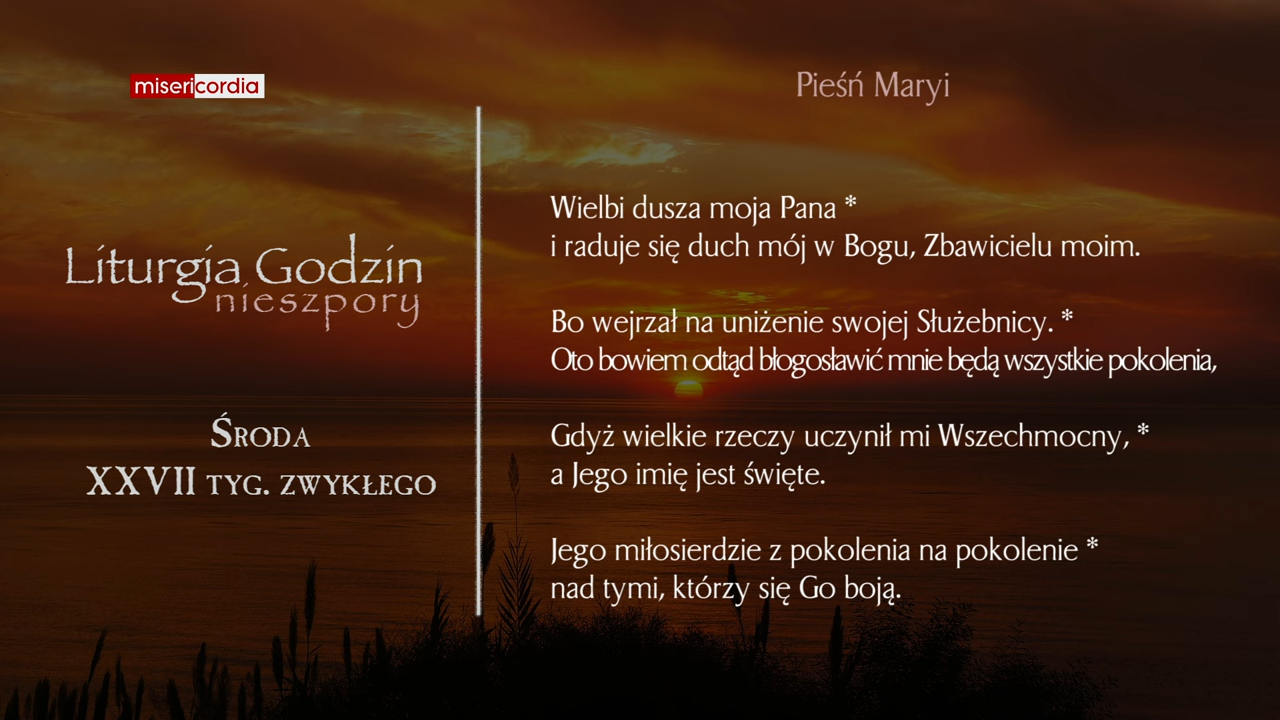 misericordia
Liturgia Godzin
nieszpory
Środa
XXVII tyg. zwykłego
Pieśń Maryi
Wielbi dusza moja Pana *
i raduje się duch mój w Bogu, Zbawicielu moim.
Bo wejrzał na uniżenie swojej Służebnicy. *
Oto bowiem odtąd błogosławić mnie będą wszystkie pokolenia,
Gdyż wielkie rzeczy uczynił mi Wszechmocny, *
a Jego imię jest święte.
Jego miłosierdzie z pokolenia na pokolenie *
nad tymi, którzy się Go boją.